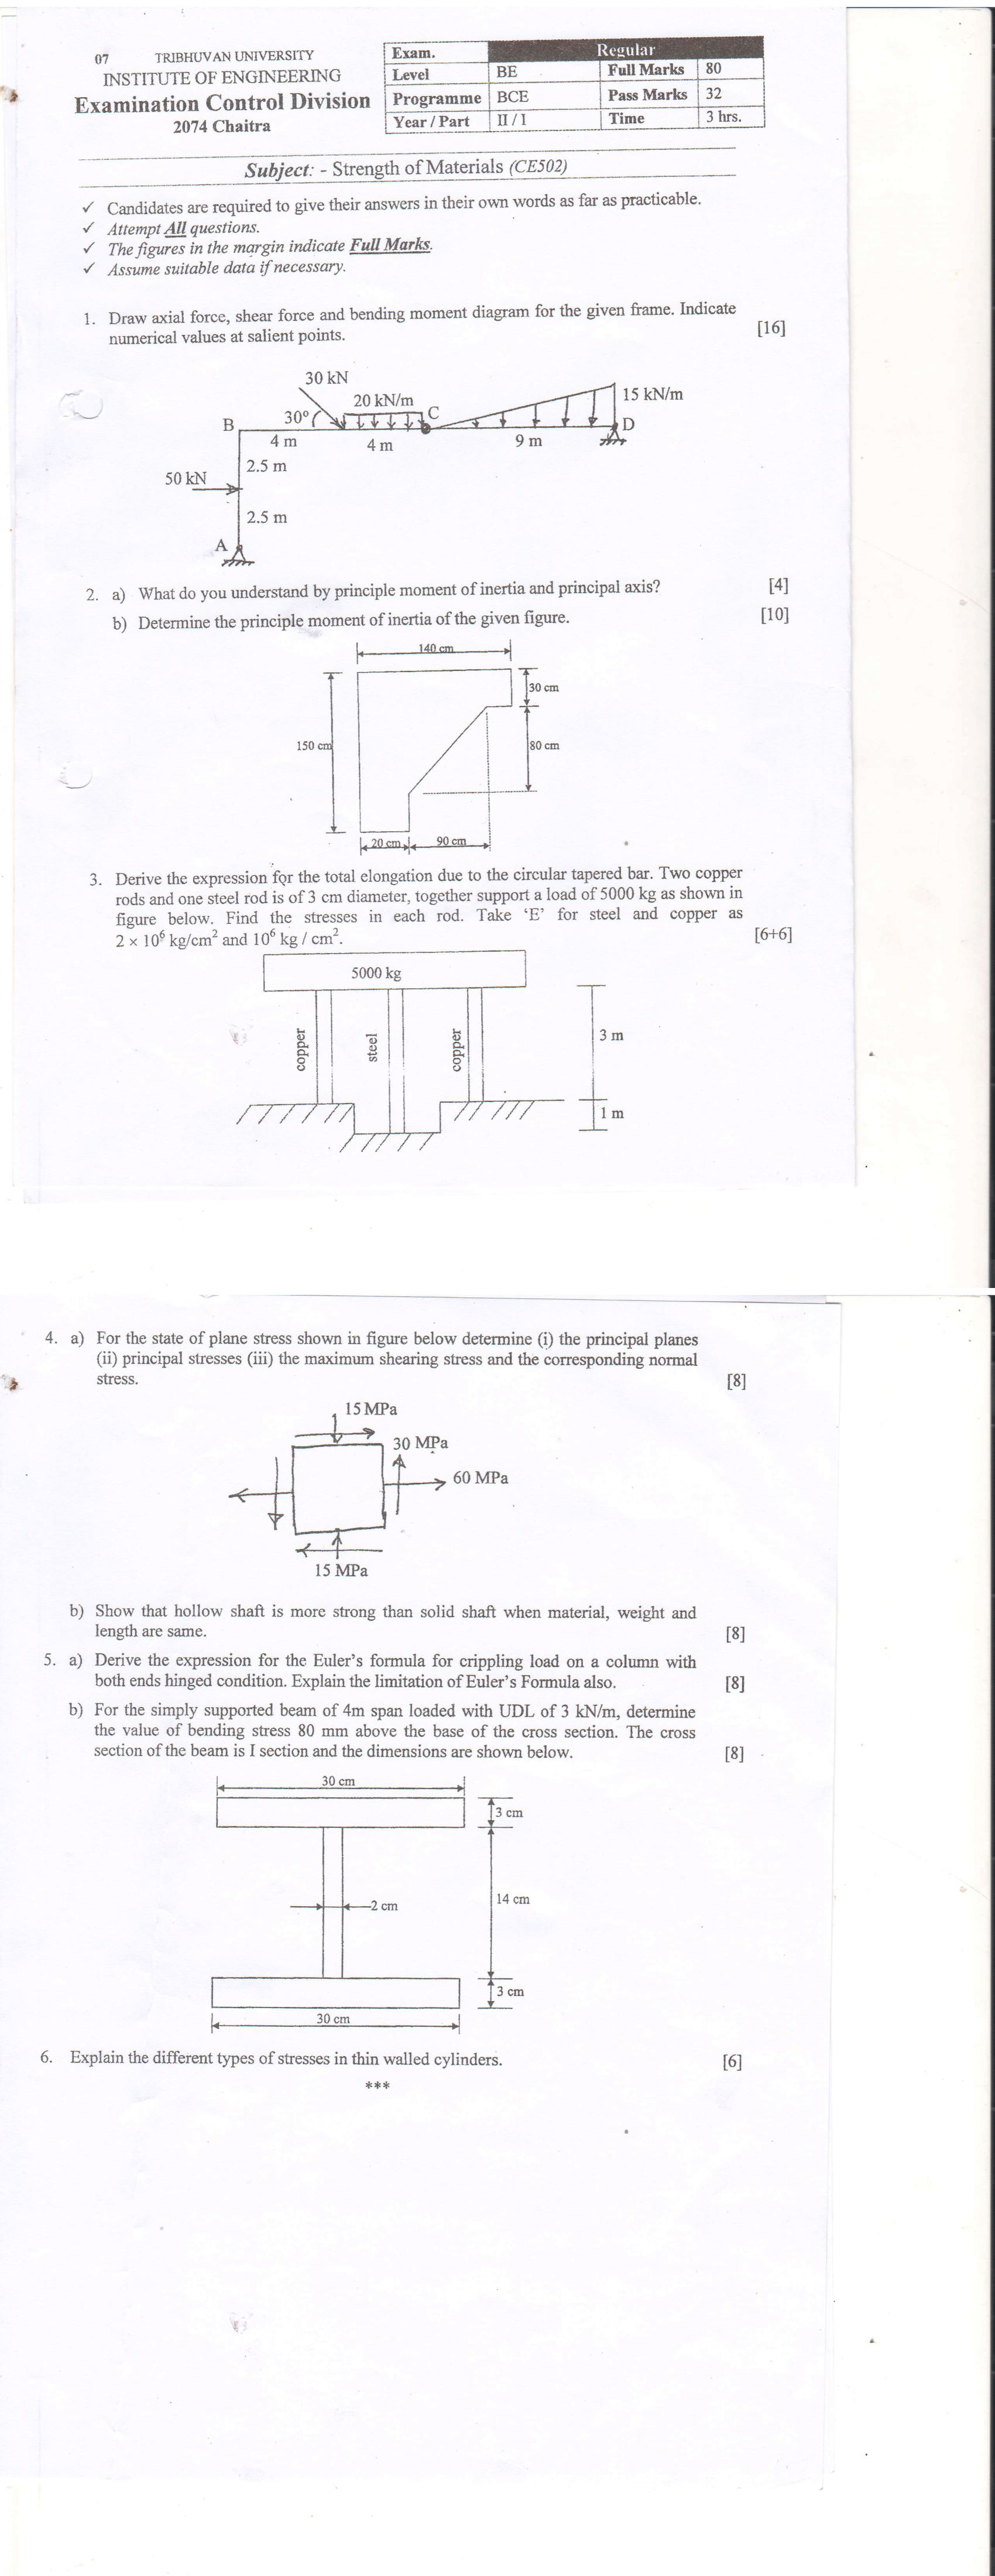 07 TRIBHUVAN UNIVERSITY
INSTITUTE OF ENGINEERING
Examination Control Division
2074 Chaitra
Exam. Regular
Level BE Full Marks 80
Programme BCE Pass Marks 32
Year / Part II / I Time 3 hrs.
Subject: - Strength of Materials (CE502)
✓ Candidates are required to give their answers in their own words as far as practicable.
✓ Attempt All questions.
✓ The figures in the margin indicate Full Marks.
✓ Assume suitable data if necessary.
1. Draw axial force, shear force and bending moment diagram for the given frame. Indicate
numerical values at salient points. [16]
30 kN
20 kN/m
15 kN/m
30°
B
C
D
4 m
4 m
9 m
2.5 m
50 kN
2.5 m
A
2. a) What do you understand by principle moment of inertia and principal axis? [4]
b) Determine the principle moment of inertia of the given figure. [10]
140 cm
30 cm
150 cm
80 cm
20 cm
90 cm
3. Derive the expression for the total elongation due to the circular tapered bar. Two copper
rods and one steel rod is of 3 cm diameter, together support a load of 5000 kg as shown in
figure below. Find the stresses in each rod. Take ‘E’ for steel and copper as
2 × 10⁶ kg/cm² and 10⁶ kg / cm². [6+6]
5000 kg
copper
steel
copper
3 m
1 m
4. a) For the state of plane stress shown in figure below determine (i) the principal planes
(ii) principal stresses (iii) the maximum shearing stress and the corresponding normal
stress. [8]
15 MPa
30 MPa
60 MPa
15 MPa
b) Show that hollow shaft is more strong than solid shaft when material, weight and
length are same. [8]
5. a) Derive the expression for the Euler’s formula for crippling load on a column with
both ends hinged condition. Explain the limitation of Euler’s Formula also. [8]
b) For the simply supported beam of 4m span loaded with UDL of 3 kN/m, determine
the value of bending stress 80 mm above the base of the cross section. The cross
section of the beam is I section and the dimensions are shown below. [8]
30 cm
3 cm
14 cm
2 cm
3 cm
30 cm
6. Explain the different types of stresses in thin walled cylinders. [6]
***